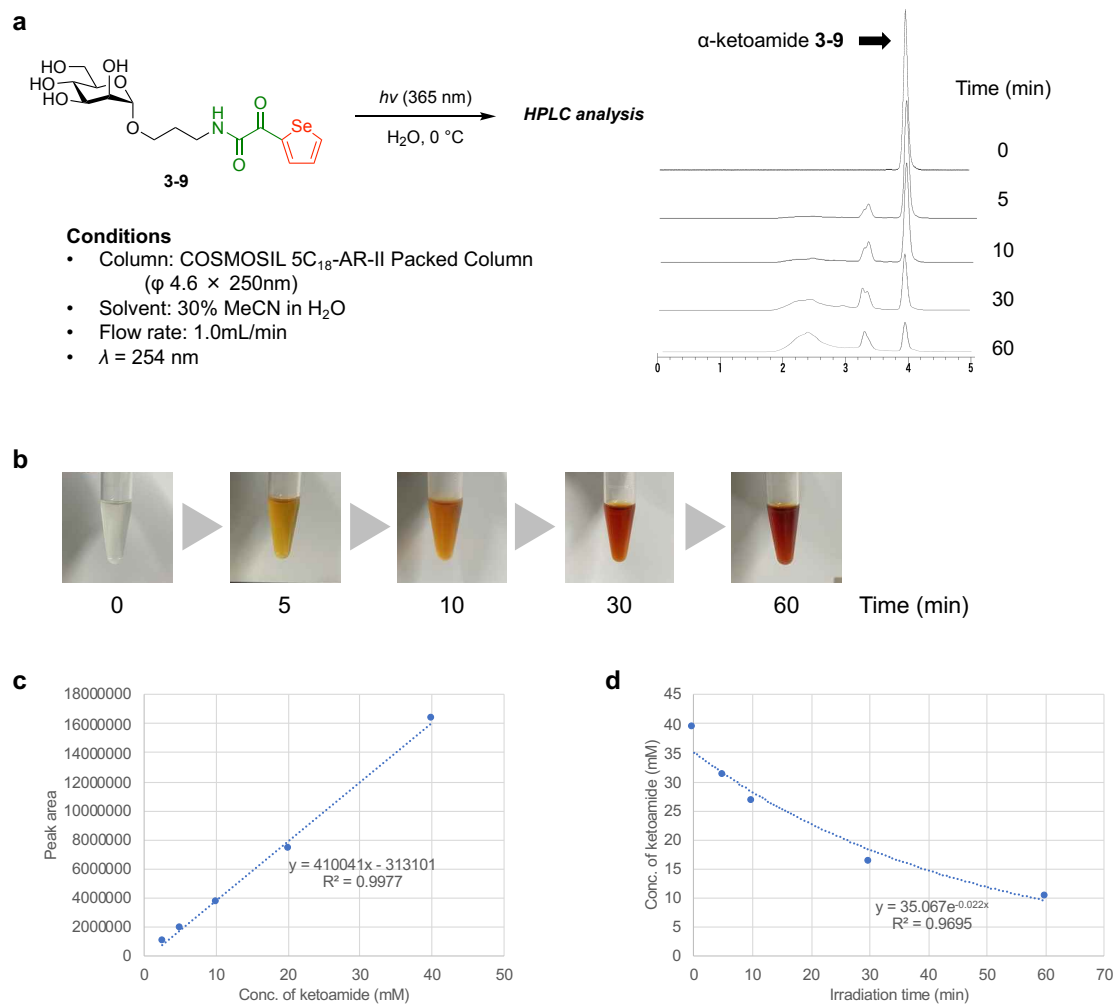 a
HO
OH
HO
HO
O
O
H
N
O
O
Se
3-9
hv (365 nm)
H₂O, 0 °C
HPLC analysis
α-ketoamide 3-9
Time (min)
0
5
10
30
60
0 1 2 3 4 5
Conditions
• Column: COSMOSIL 5C₁₈-AR-II Packed Column
(φ 4.6 × 250nm)
• Solvent: 30% MeCN in H₂O
• Flow rate: 1.0mL/min
• λ = 254 nm
b
0 5 10 30 60 Time (min)
c
18000000
16000000
14000000
12000000
10000000
8000000
6000000
4000000
2000000
0
Peak area
y = 410041x - 313101
R² = 0.9977
0 10 20 30 40 50
Conc. of ketoamide (mM)
d
45
40
35
30
25
20
15
10
5
0
Conc. of ketoamide (mM)
y = 35.067e⁻⁰·⁰²²ˣ
R² = 0.9695
0 10 20 30 40 50 60 70
Irradiation time (min)